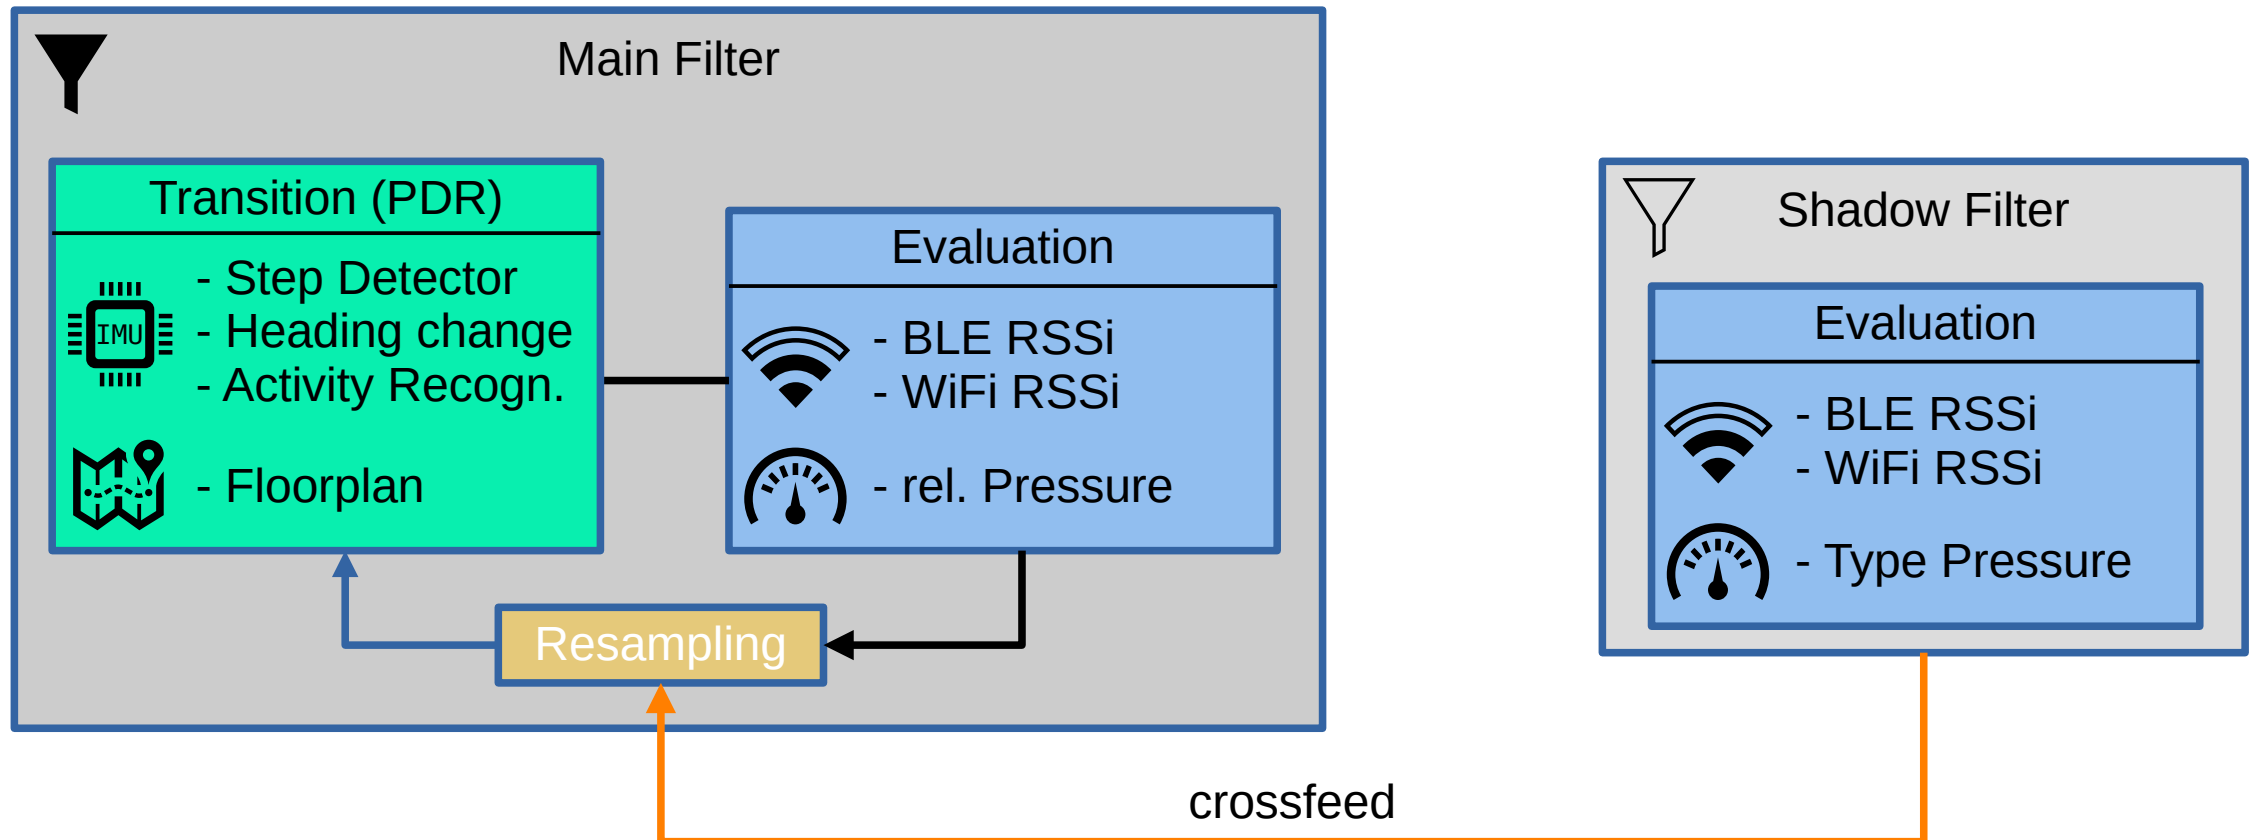 Main Filter
Transition (PDR)
- Step Detector
- Heading change
- Activity Recogn.
IMU
- Floorplan
Evaluation
- BLE RSSi
- WiFi RSSi
- rel. Pressure
Resampling
Shadow Filter
Evaluation
- BLE RSSi
- WiFi RSSi
- Type Pressure
crossfeed